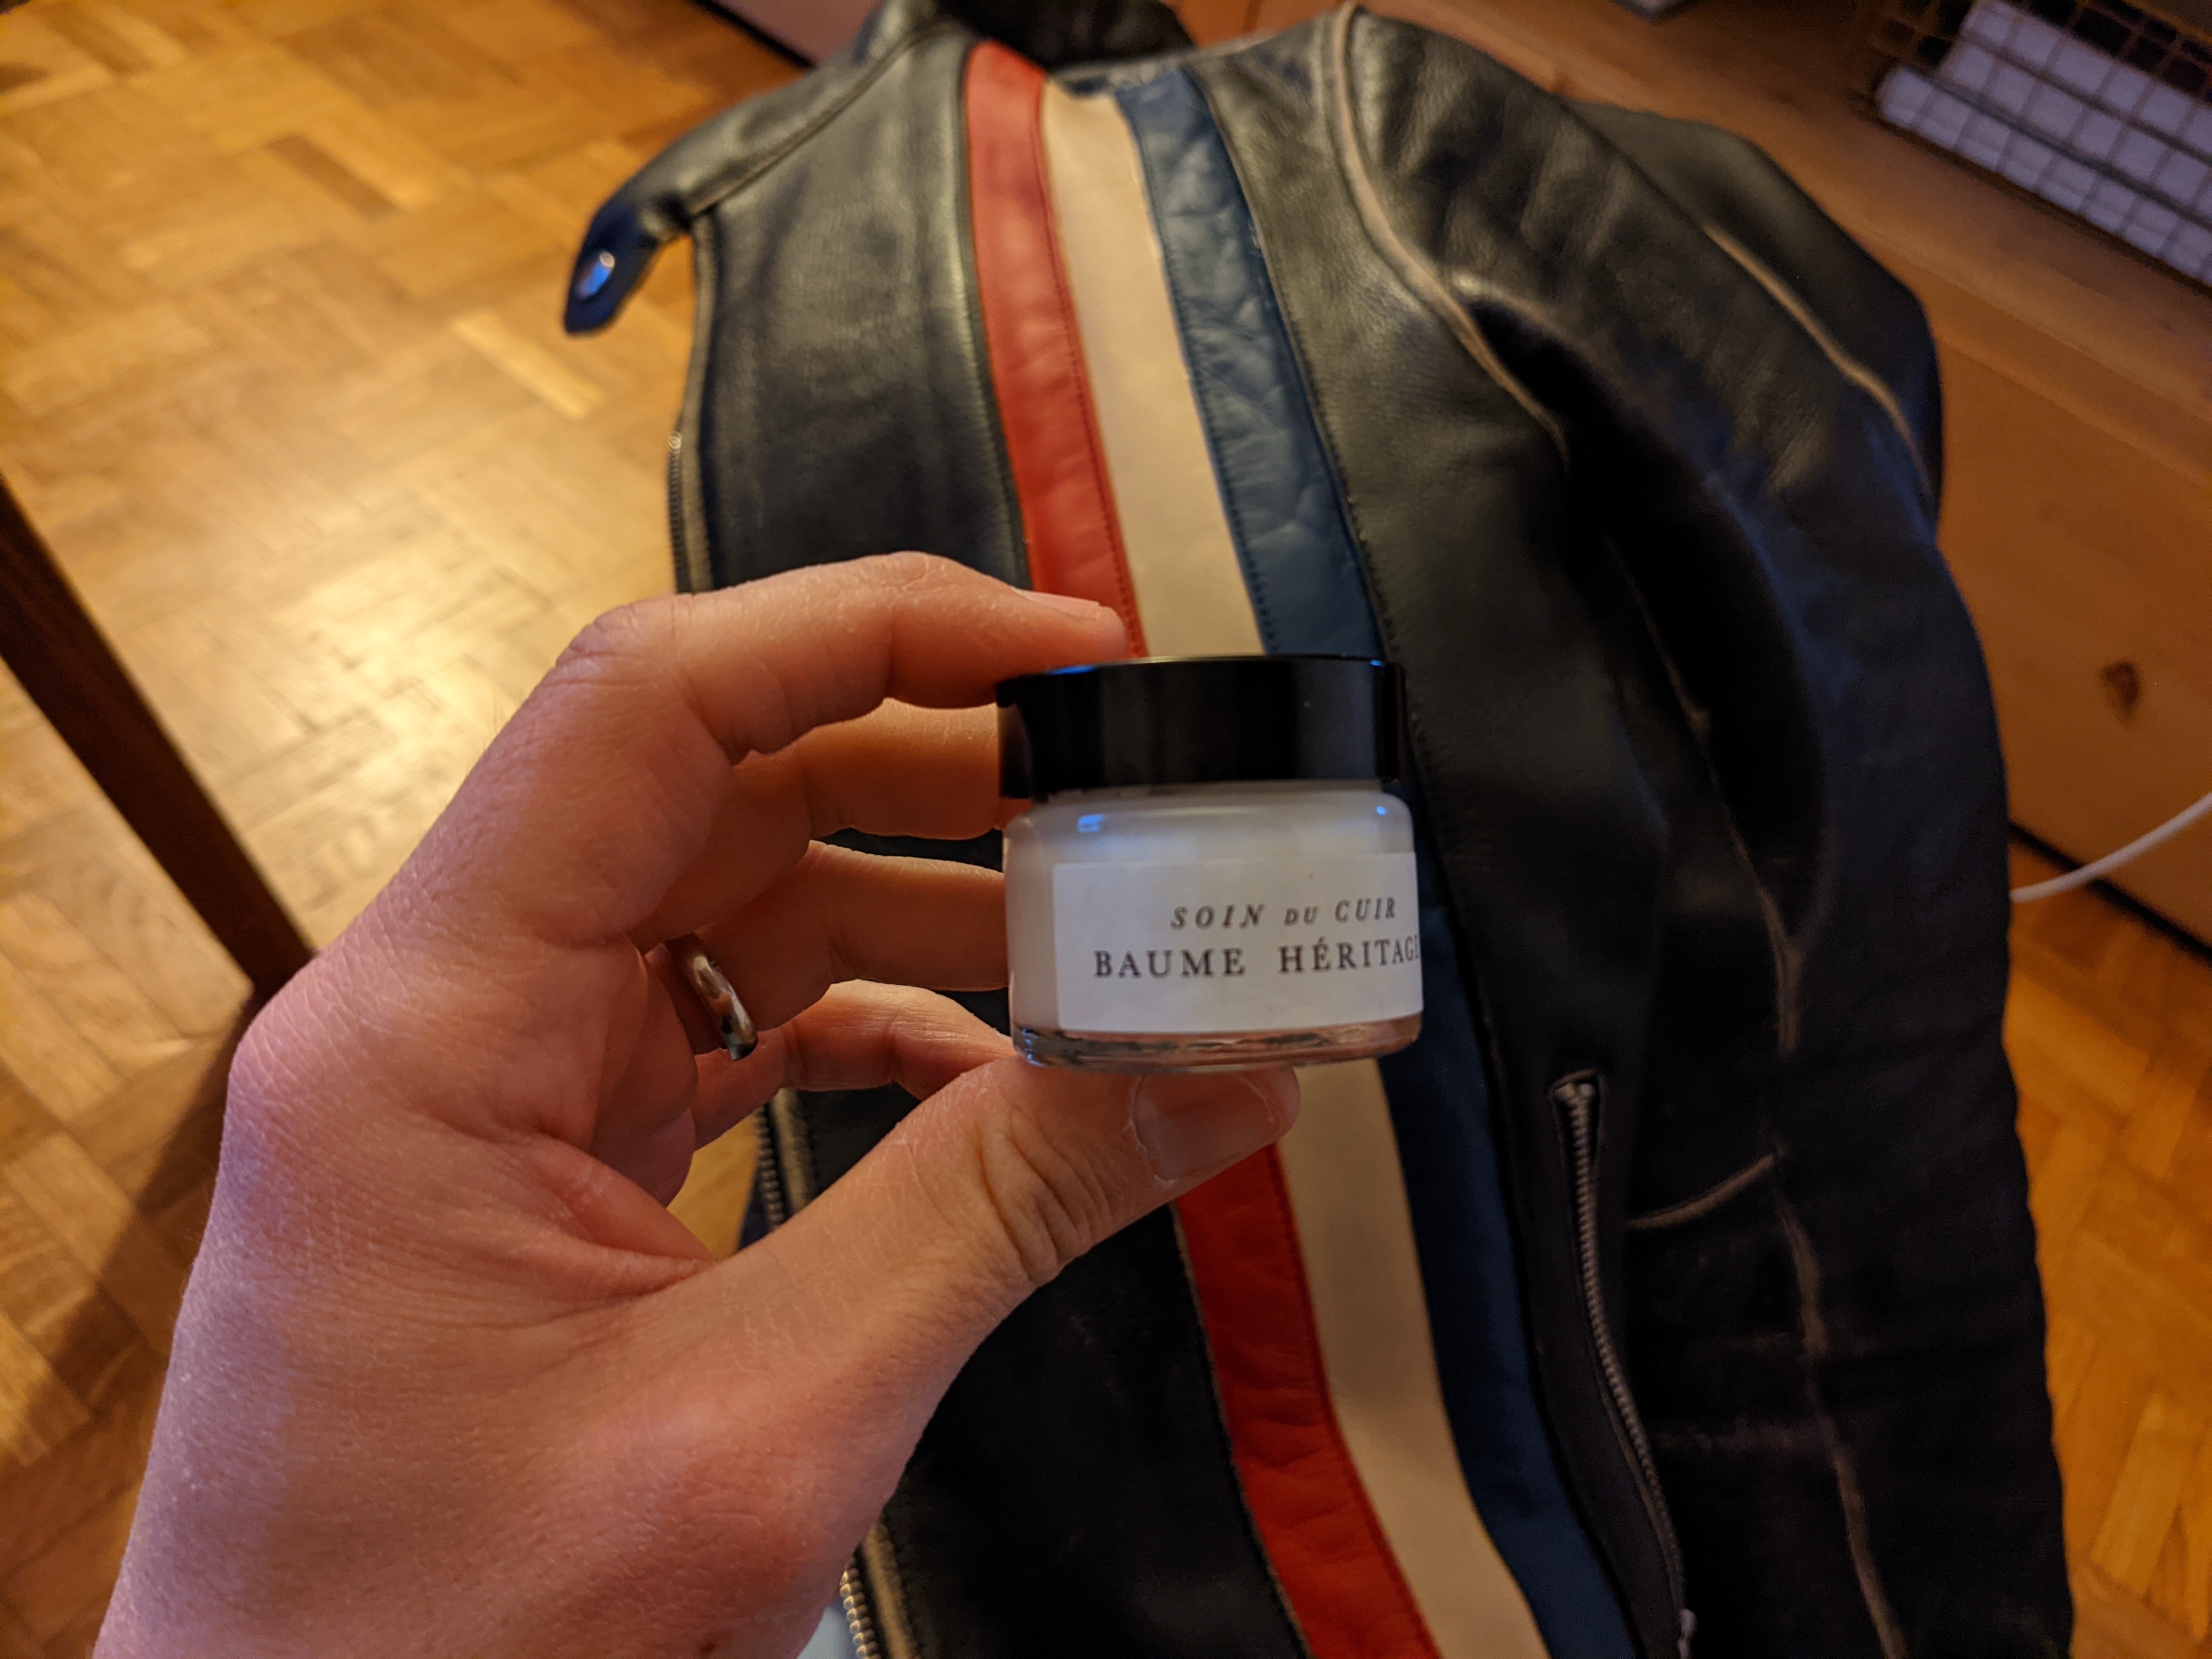 SOIN DU CUIR
BAUME HÉRITAGE